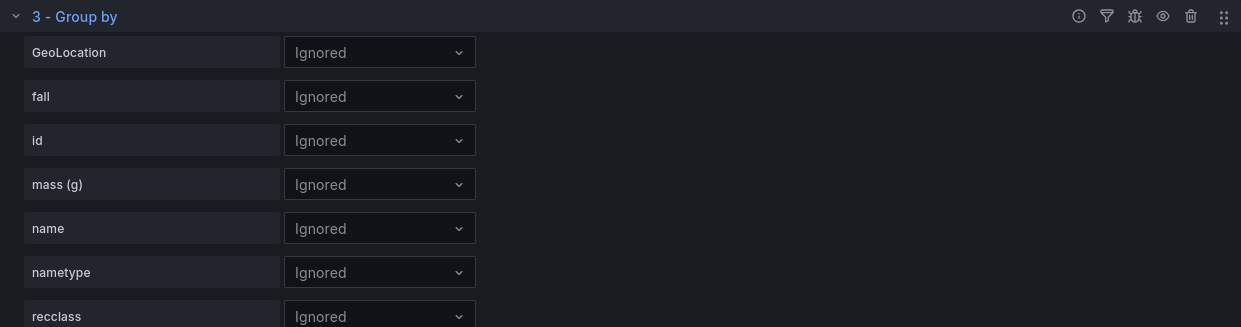 3 - Group by
GeoLocation Ignored
fall Ignored
id Ignored
mass (g) Ignored
name Ignored
nametype Ignored
recclass Ignored